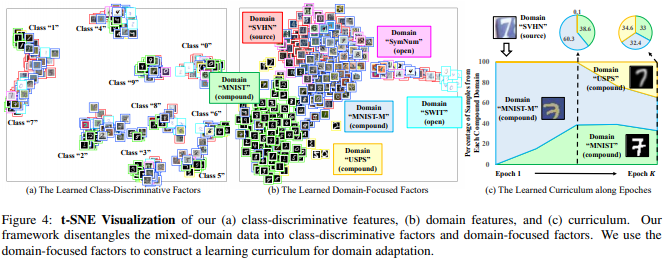 Class "1"
Class "4"
Class "0"
Class "9"
Class "7"
Class "8"
Class "6"
Class "2"
Class "3"
Class 5"
(a) The Learned Class-Discriminative Factors
Domain
"SVHN"
(source)
Domain
"SynNum"
(open)
Domain
"MNIST"
(compound)
Domain
"MNIST-M"
(compound)
Domain
"SWIT"
(open)
Domain
"USPS"
(compound)
(b) The Learned Domain-Focused Factors
Domain
"SVHN"
(source)
0.1
60.3
38.6
34.6
33
32.4
Percentage of Samples from
Each Compound Domain
100
80
60
40
20
0
Domain
"MNIST-M"
(compound)
Domain
"USPS"
(compound)
Domain
"MNIST"
(compound)
Epoch 1
Epoch K
(c) The Learned Curriculum along Epoches
Figure 4: t-SNE Visualization of our (a) class-discriminative features, (b) domain features, and (c) curriculum. Our
framework disentangles the mixed-domain data into class-discriminative factors and domain-focused factors. We use the
domain-focused factors to construct a learning curriculum for domain adaptation.